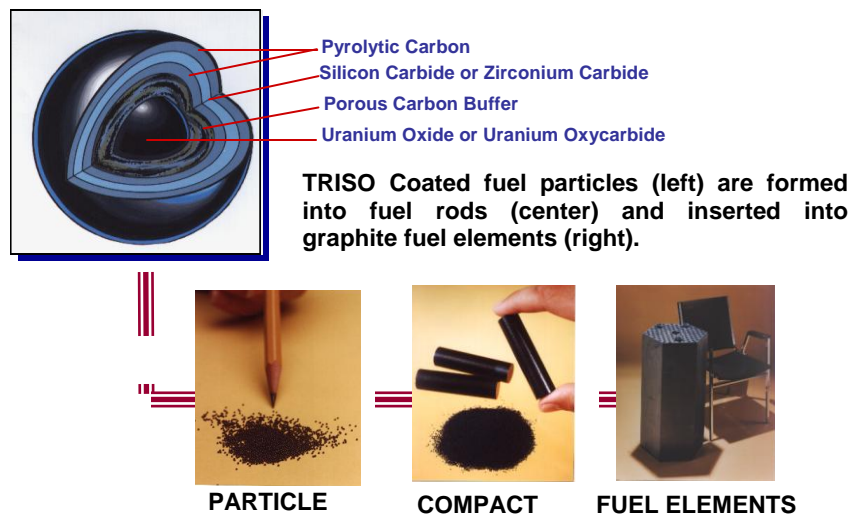 Pyrolytic Carbon
Silicon Carbide or Zirconium Carbide
Porous Carbon Buffer
Uranium Oxide or Uranium Oxycarbide
TRISO Coated fuel particles (left) are formed
into fuel rods (center) and inserted into
graphite fuel elements (right).
PARTICLE
COMPACT
FUEL ELEMENTS